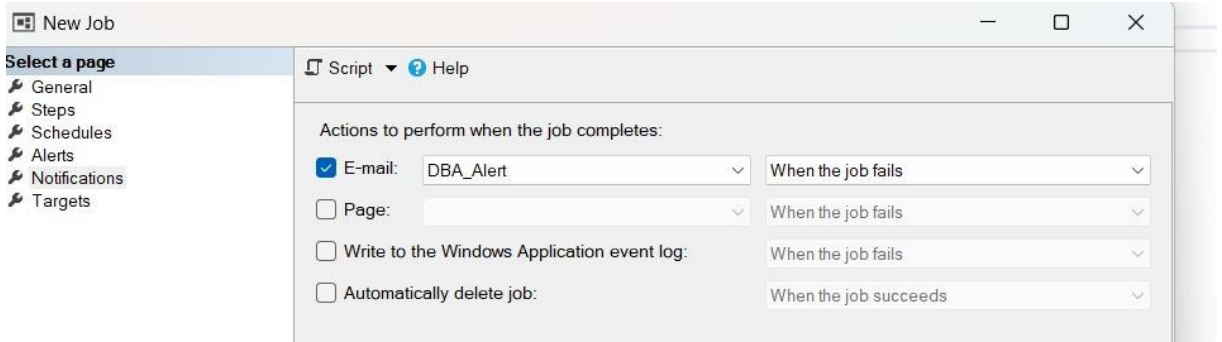 New Job
Select a page
General
Steps
Schedules
Alerts
Notifications
Targets
Script Help
Actions to perform when the job completes:
E-mail: DBA_Alert When the job fails
Page: When the job fails
Write to the Windows Application event log: When the job fails
Automatically delete job: When the job succeeds